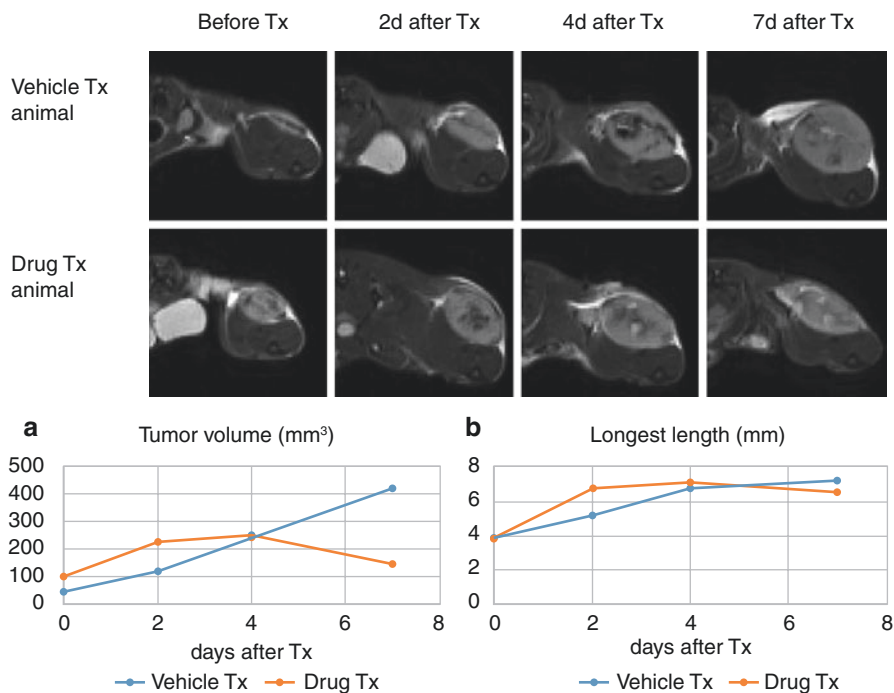 Before Tx 2d after Tx 4d after Tx 7d after Tx
Vehicle Tx
animal
Drug Tx
animal
a Tumor volume (mm³)
500
400
300
200
100
0
0 2 4 6 8
days after Tx
Vehicle Tx Drug Tx
b Longest length (mm)
8
6
4
2
0
0 2 4 6 8
days after Tx
Vehicle Tx Drug Tx